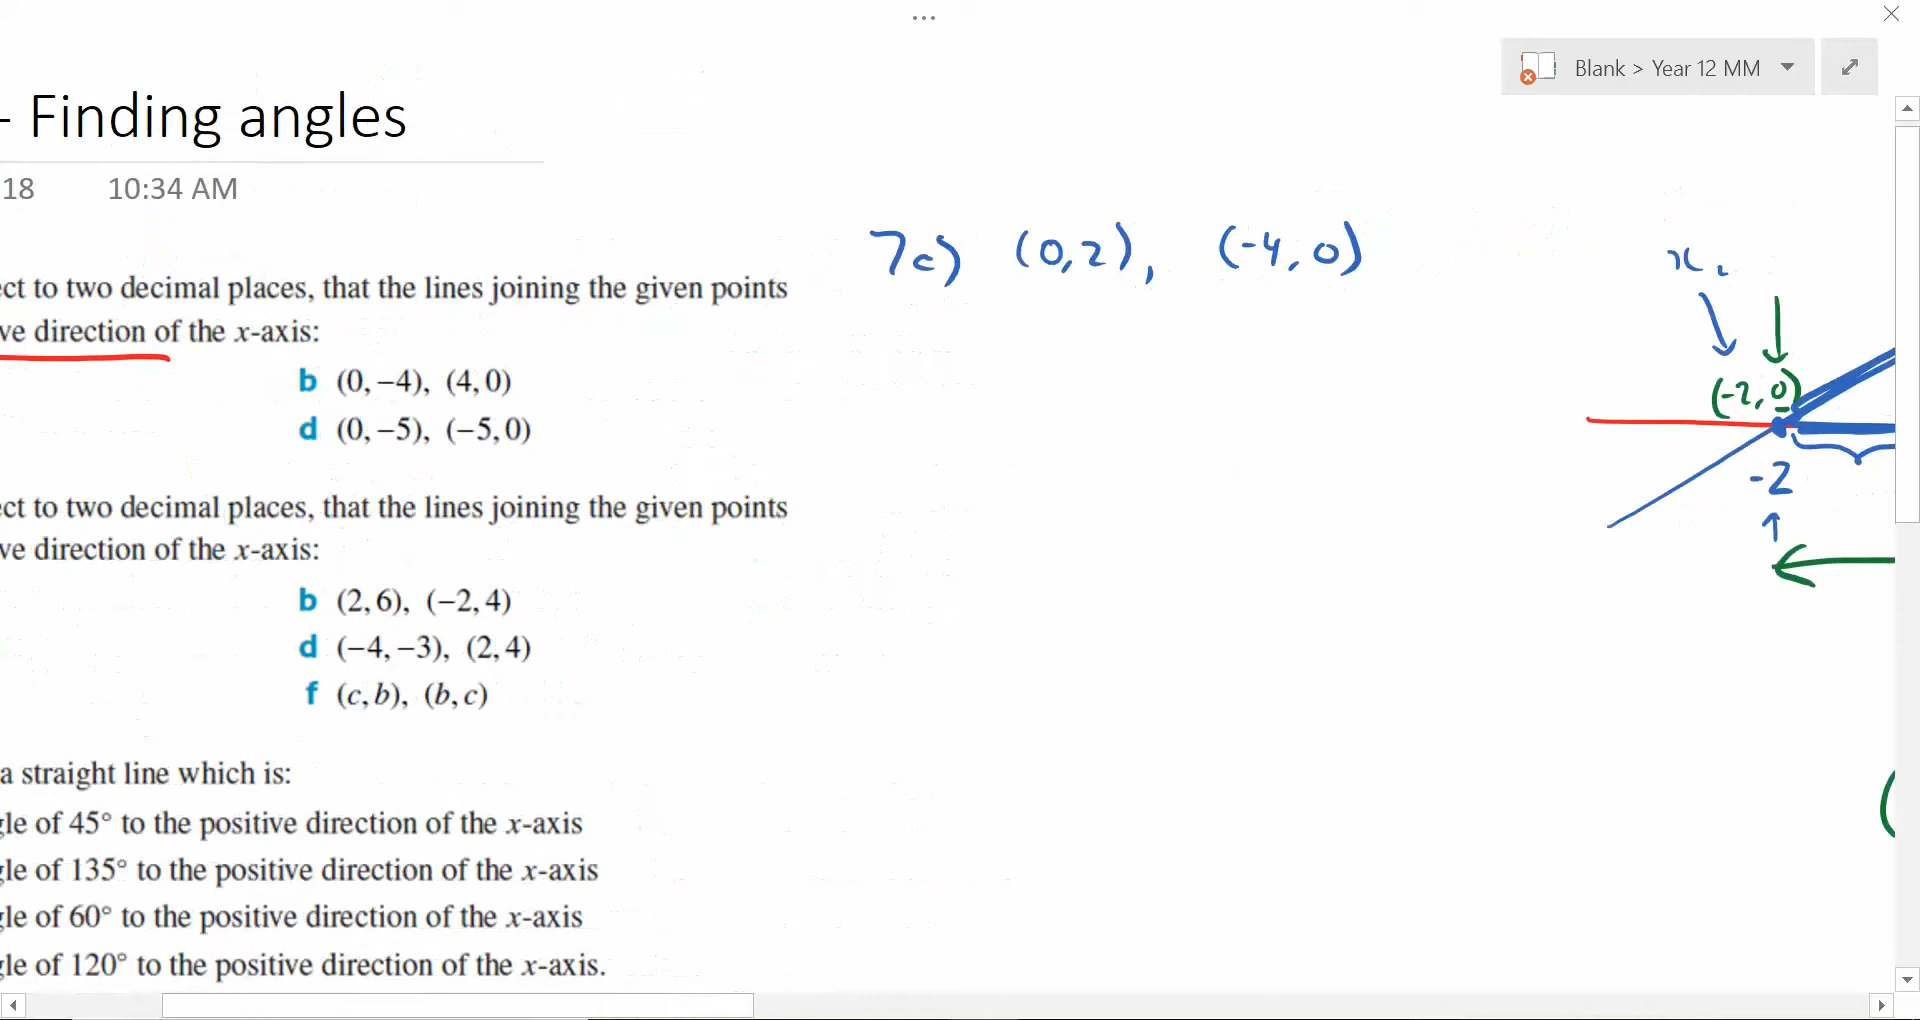 Blank > Year 12 MM
- Finding angles
18 10:34 AM
7c) (0,2), (-4,0)
ct to two decimal places, that the lines joining the given points
ve direction of the x-axis:
b (0, −4), (4, 0)
d (0, −5), (−5, 0)
ct to two decimal places, that the lines joining the given points
ve direction of the x-axis:
b (2, 6), (−2, 4)
d (−4, −3), (2, 4)
f (c, b), (b, c)
a straight line which is:
gle of 45° to the positive direction of the x-axis
gle of 135° to the positive direction of the x-axis
gle of 60° to the positive direction of the x-axis
gle of 120° to the positive direction of the x-axis.
(-2,0)
-2
(